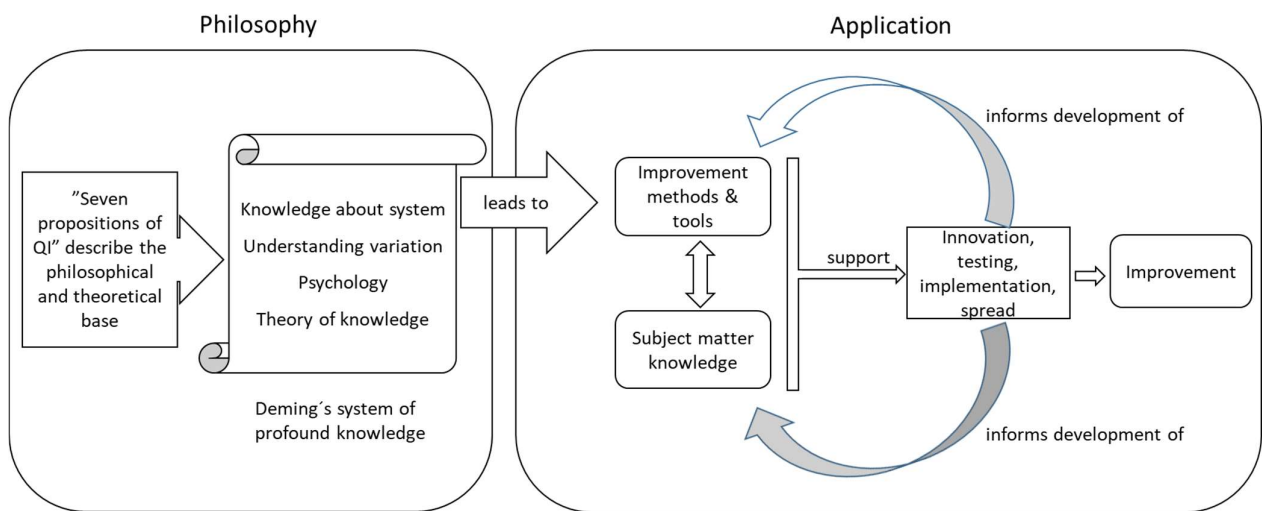 Philosophy
”Seven
propositions of
QI” describe the
philosophical
and theoretical
base
Knowledge about system
Understanding variation
Psychology
Theory of knowledge
Deming´s system of
profound knowledge
leads to
Application
Improvement
methods &
tools
Subject matter
knowledge
support
informs development of
Innovation,
testing,
implementation,
spread
Improvement
informs development of